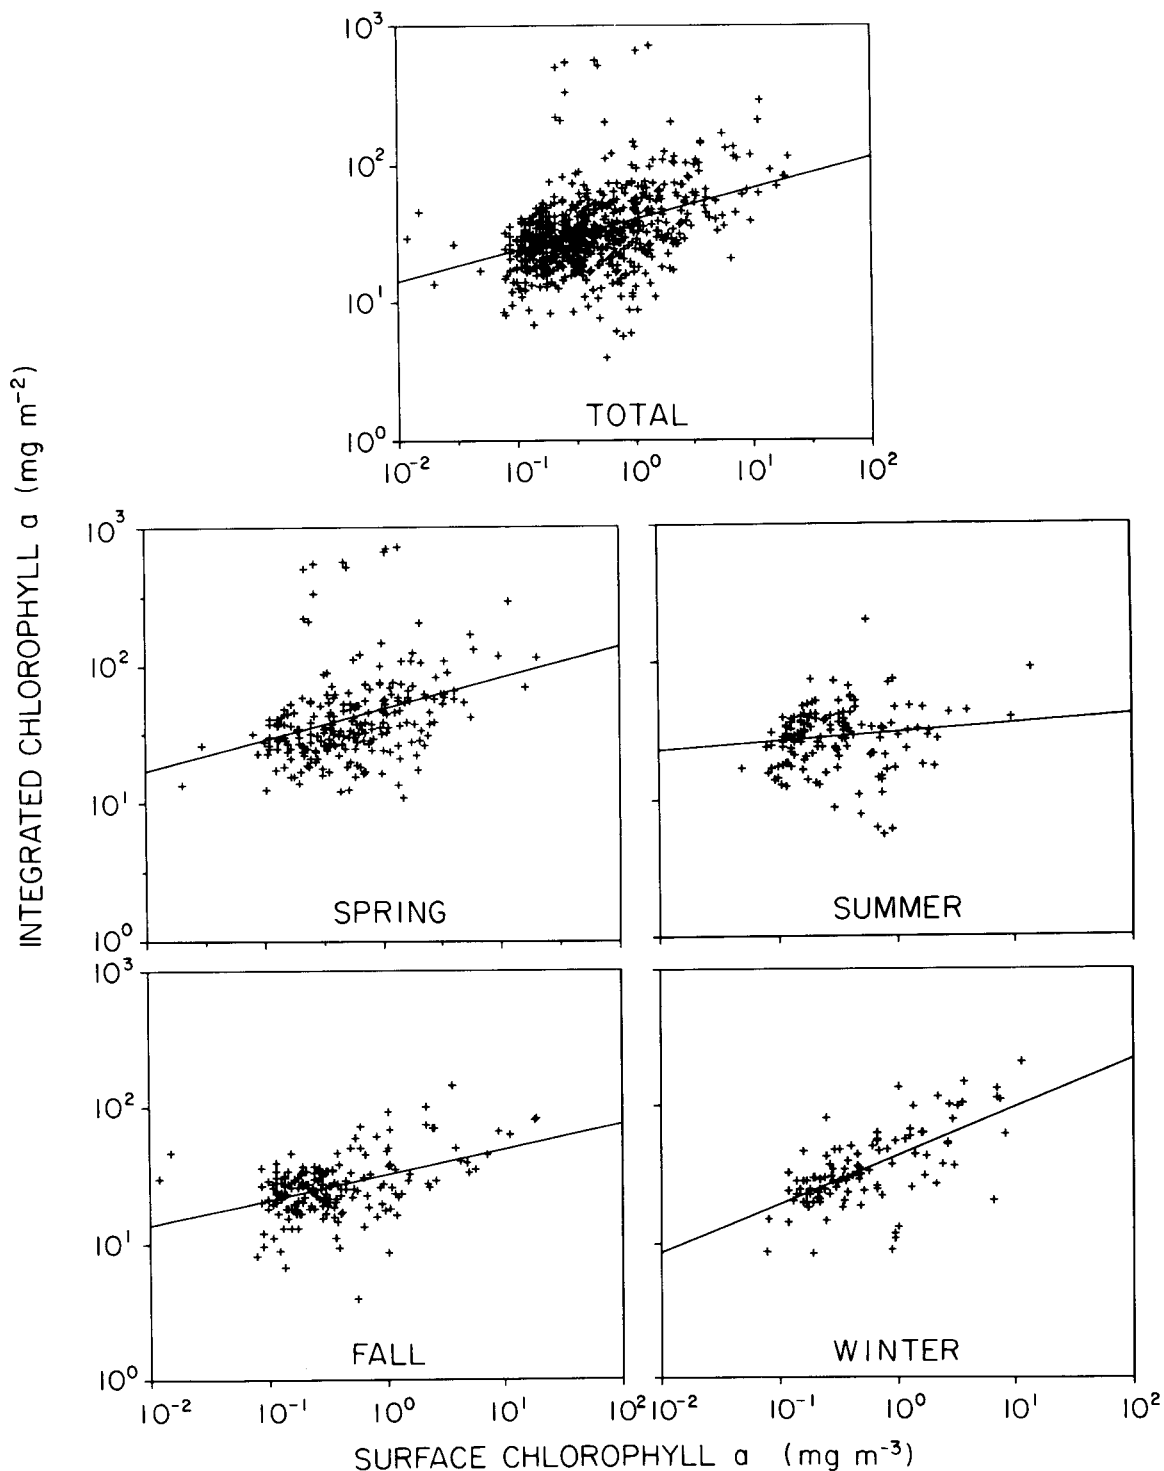 10³
10²
10¹
10⁰
TOTAL
10⁻² 10⁻¹ 10⁰ 10¹ 10²
INTEGRATED CHLOROPHYLL a (mg m⁻²)
10³
10²
10¹
10⁰
SPRING
SUMMER
10³
10²
10¹
10⁰
FALL
WINTER
10⁻² 10⁻¹ 10⁰ 10¹ 10² 10⁻² 10⁻¹ 10⁰ 10¹ 10²
SURFACE CHLOROPHYLL a (mg m⁻³)